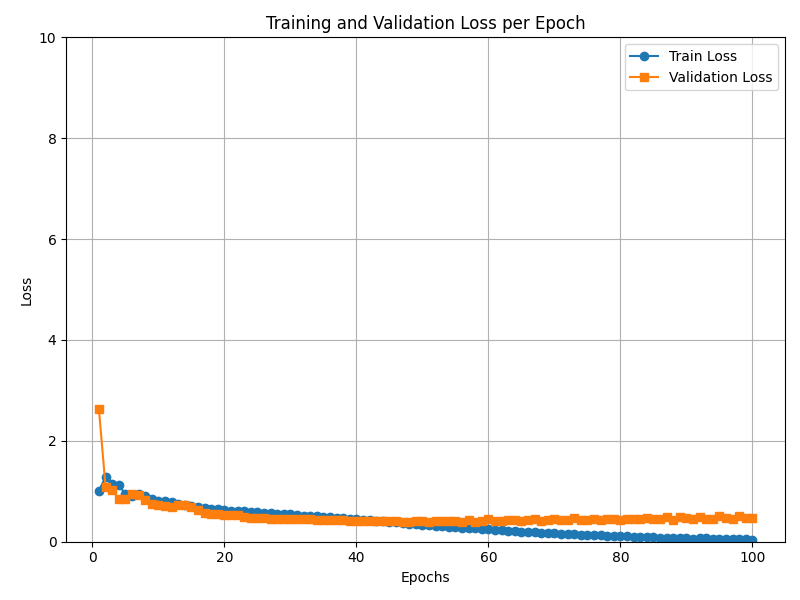 Training and Validation Loss per Epoch
10
8
6
4
2
0
Loss
Train Loss
Validation Loss
0 20 40 60 80 100
Epochs